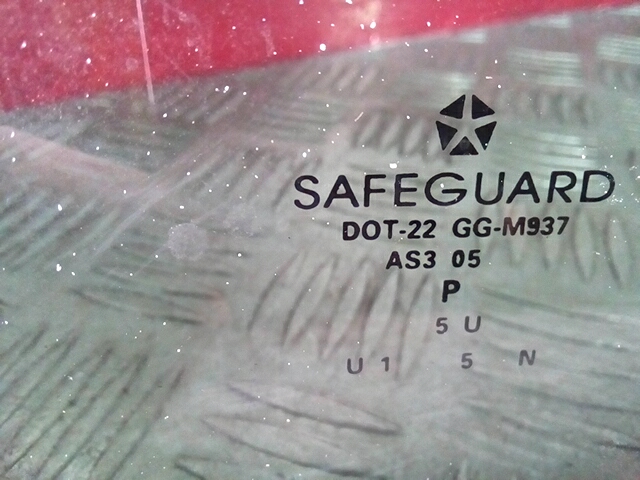 SAFEGUARD
DOT-22 GG-M937
AS3 05
P
5 U
U 1 5 N